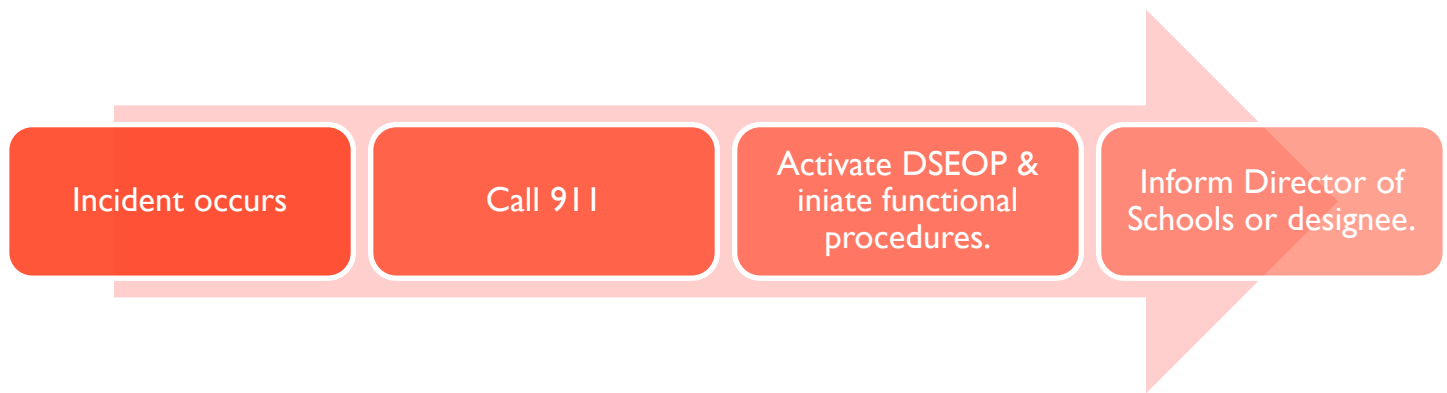 Incident occurs
Call 911
Activate DSEOP &
iniate functional
procedures.
Inform Director of
Schools or designee.